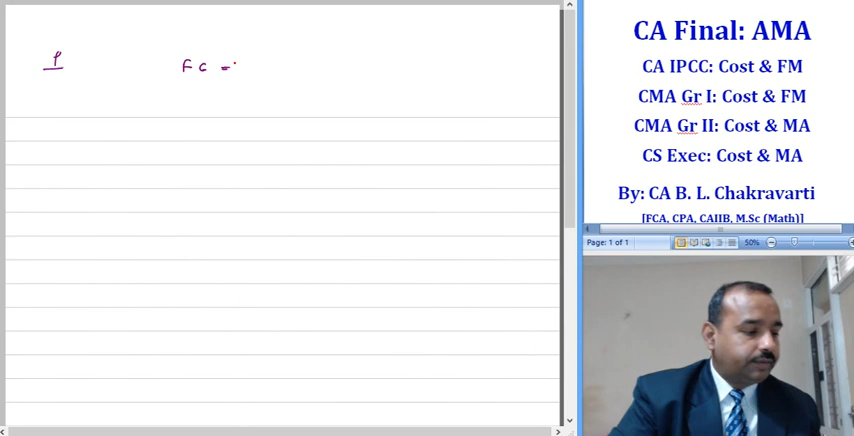 P
FC =
CA Final: AMA
CA IPCC: Cost & FM
CMA Gr I: Cost & FM
CMA Gr II: Cost & MA
CS Exec: Cost & MA
By: CA B. L. Chakravarti
[FCA, CPA, CAIIB, M.Sc (Math)]
Page: 1 of 1
50%